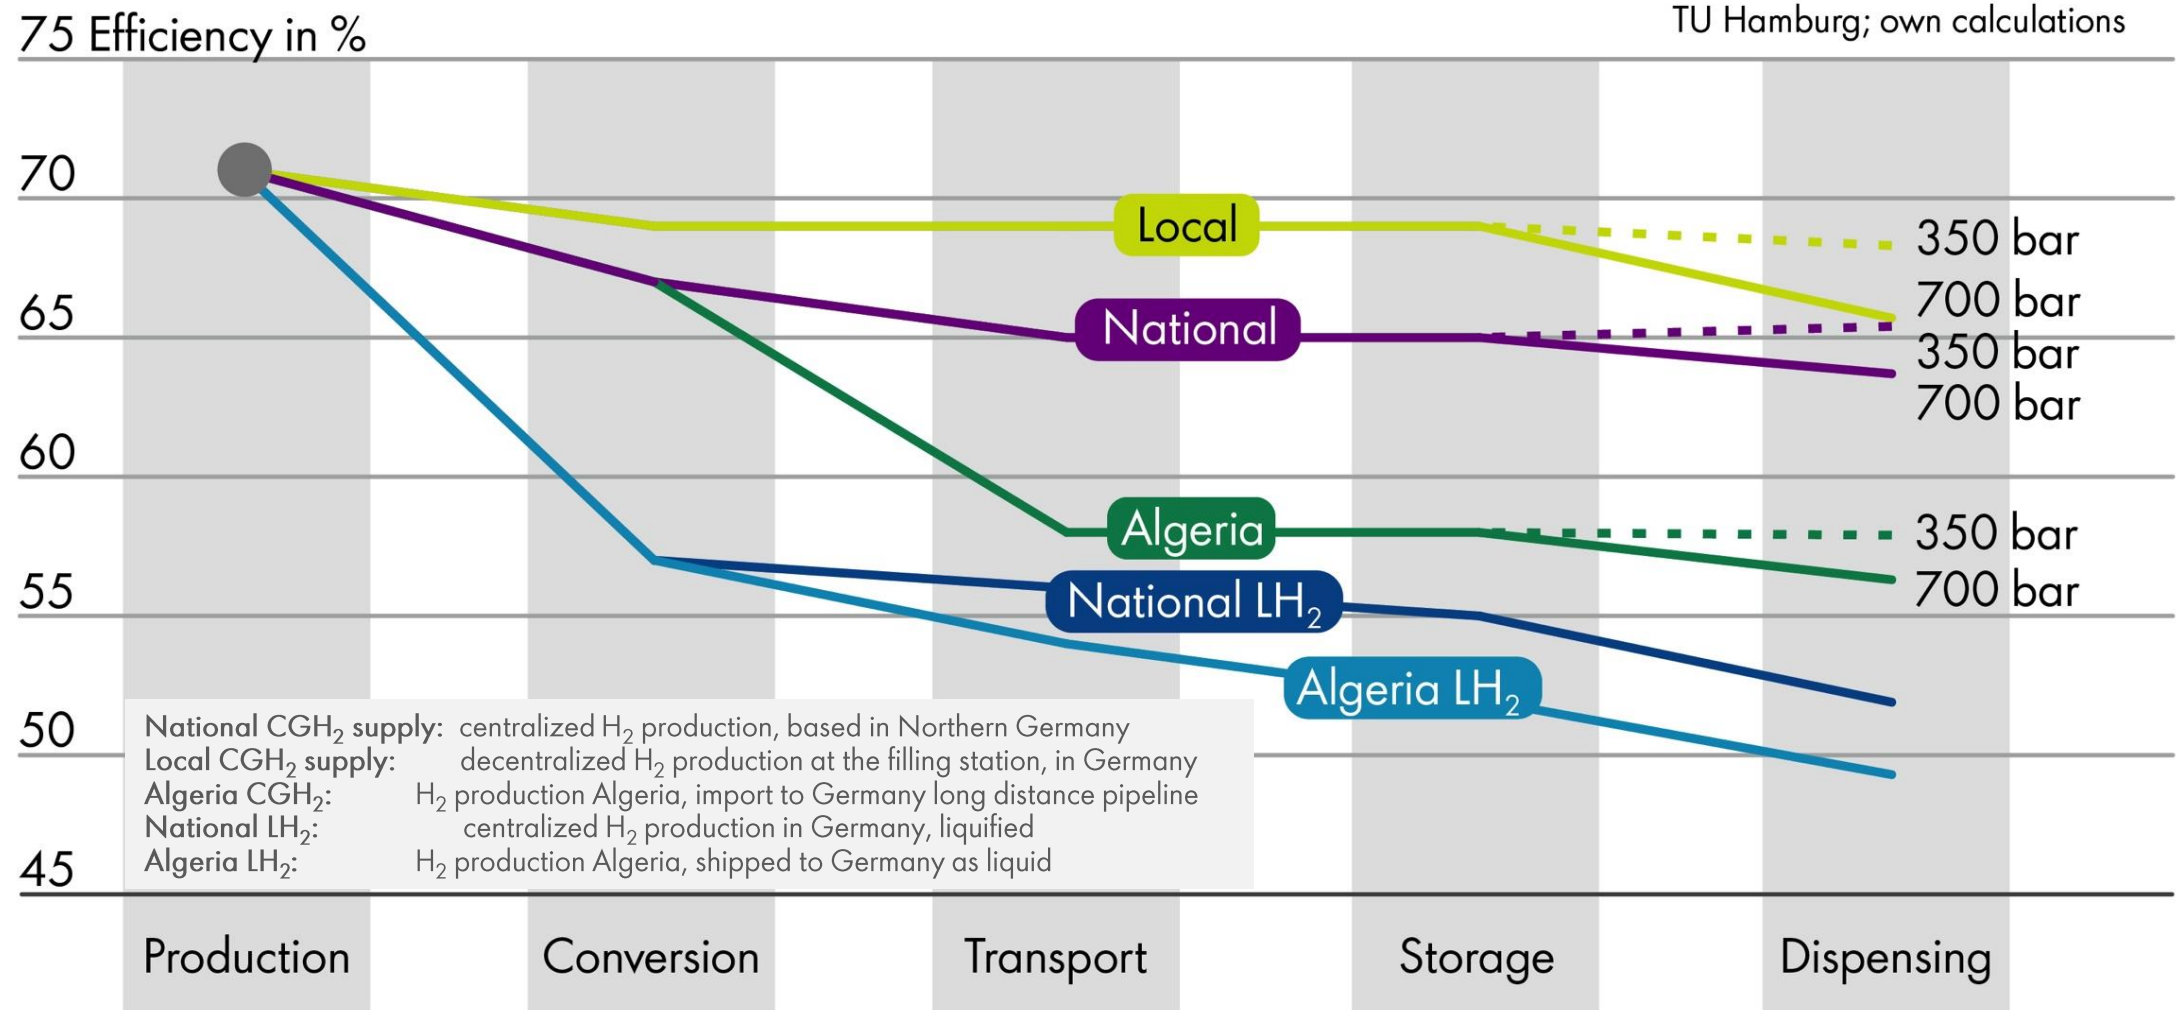 75 Efficiency in %
TU Hamburg; own calculations
70
Local
350 bar
700 bar
65
National
350 bar
700 bar
60
Algeria
350 bar
700 bar
55
National LH₂
Algeria LH₂
50
National CGH₂ supply: centralized H₂ production, based in Northern Germany
Local CGH₂ supply: decentralized H₂ production at the filling station, in Germany
Algeria CGH₂: H₂ production Algeria, import to Germany long distance pipeline
National LH₂: centralized H₂ production in Germany, liquified
Algeria LH₂: H₂ production Algeria, shipped to Germany as liquid
45
Production Conversion Transport Storage Dispensing